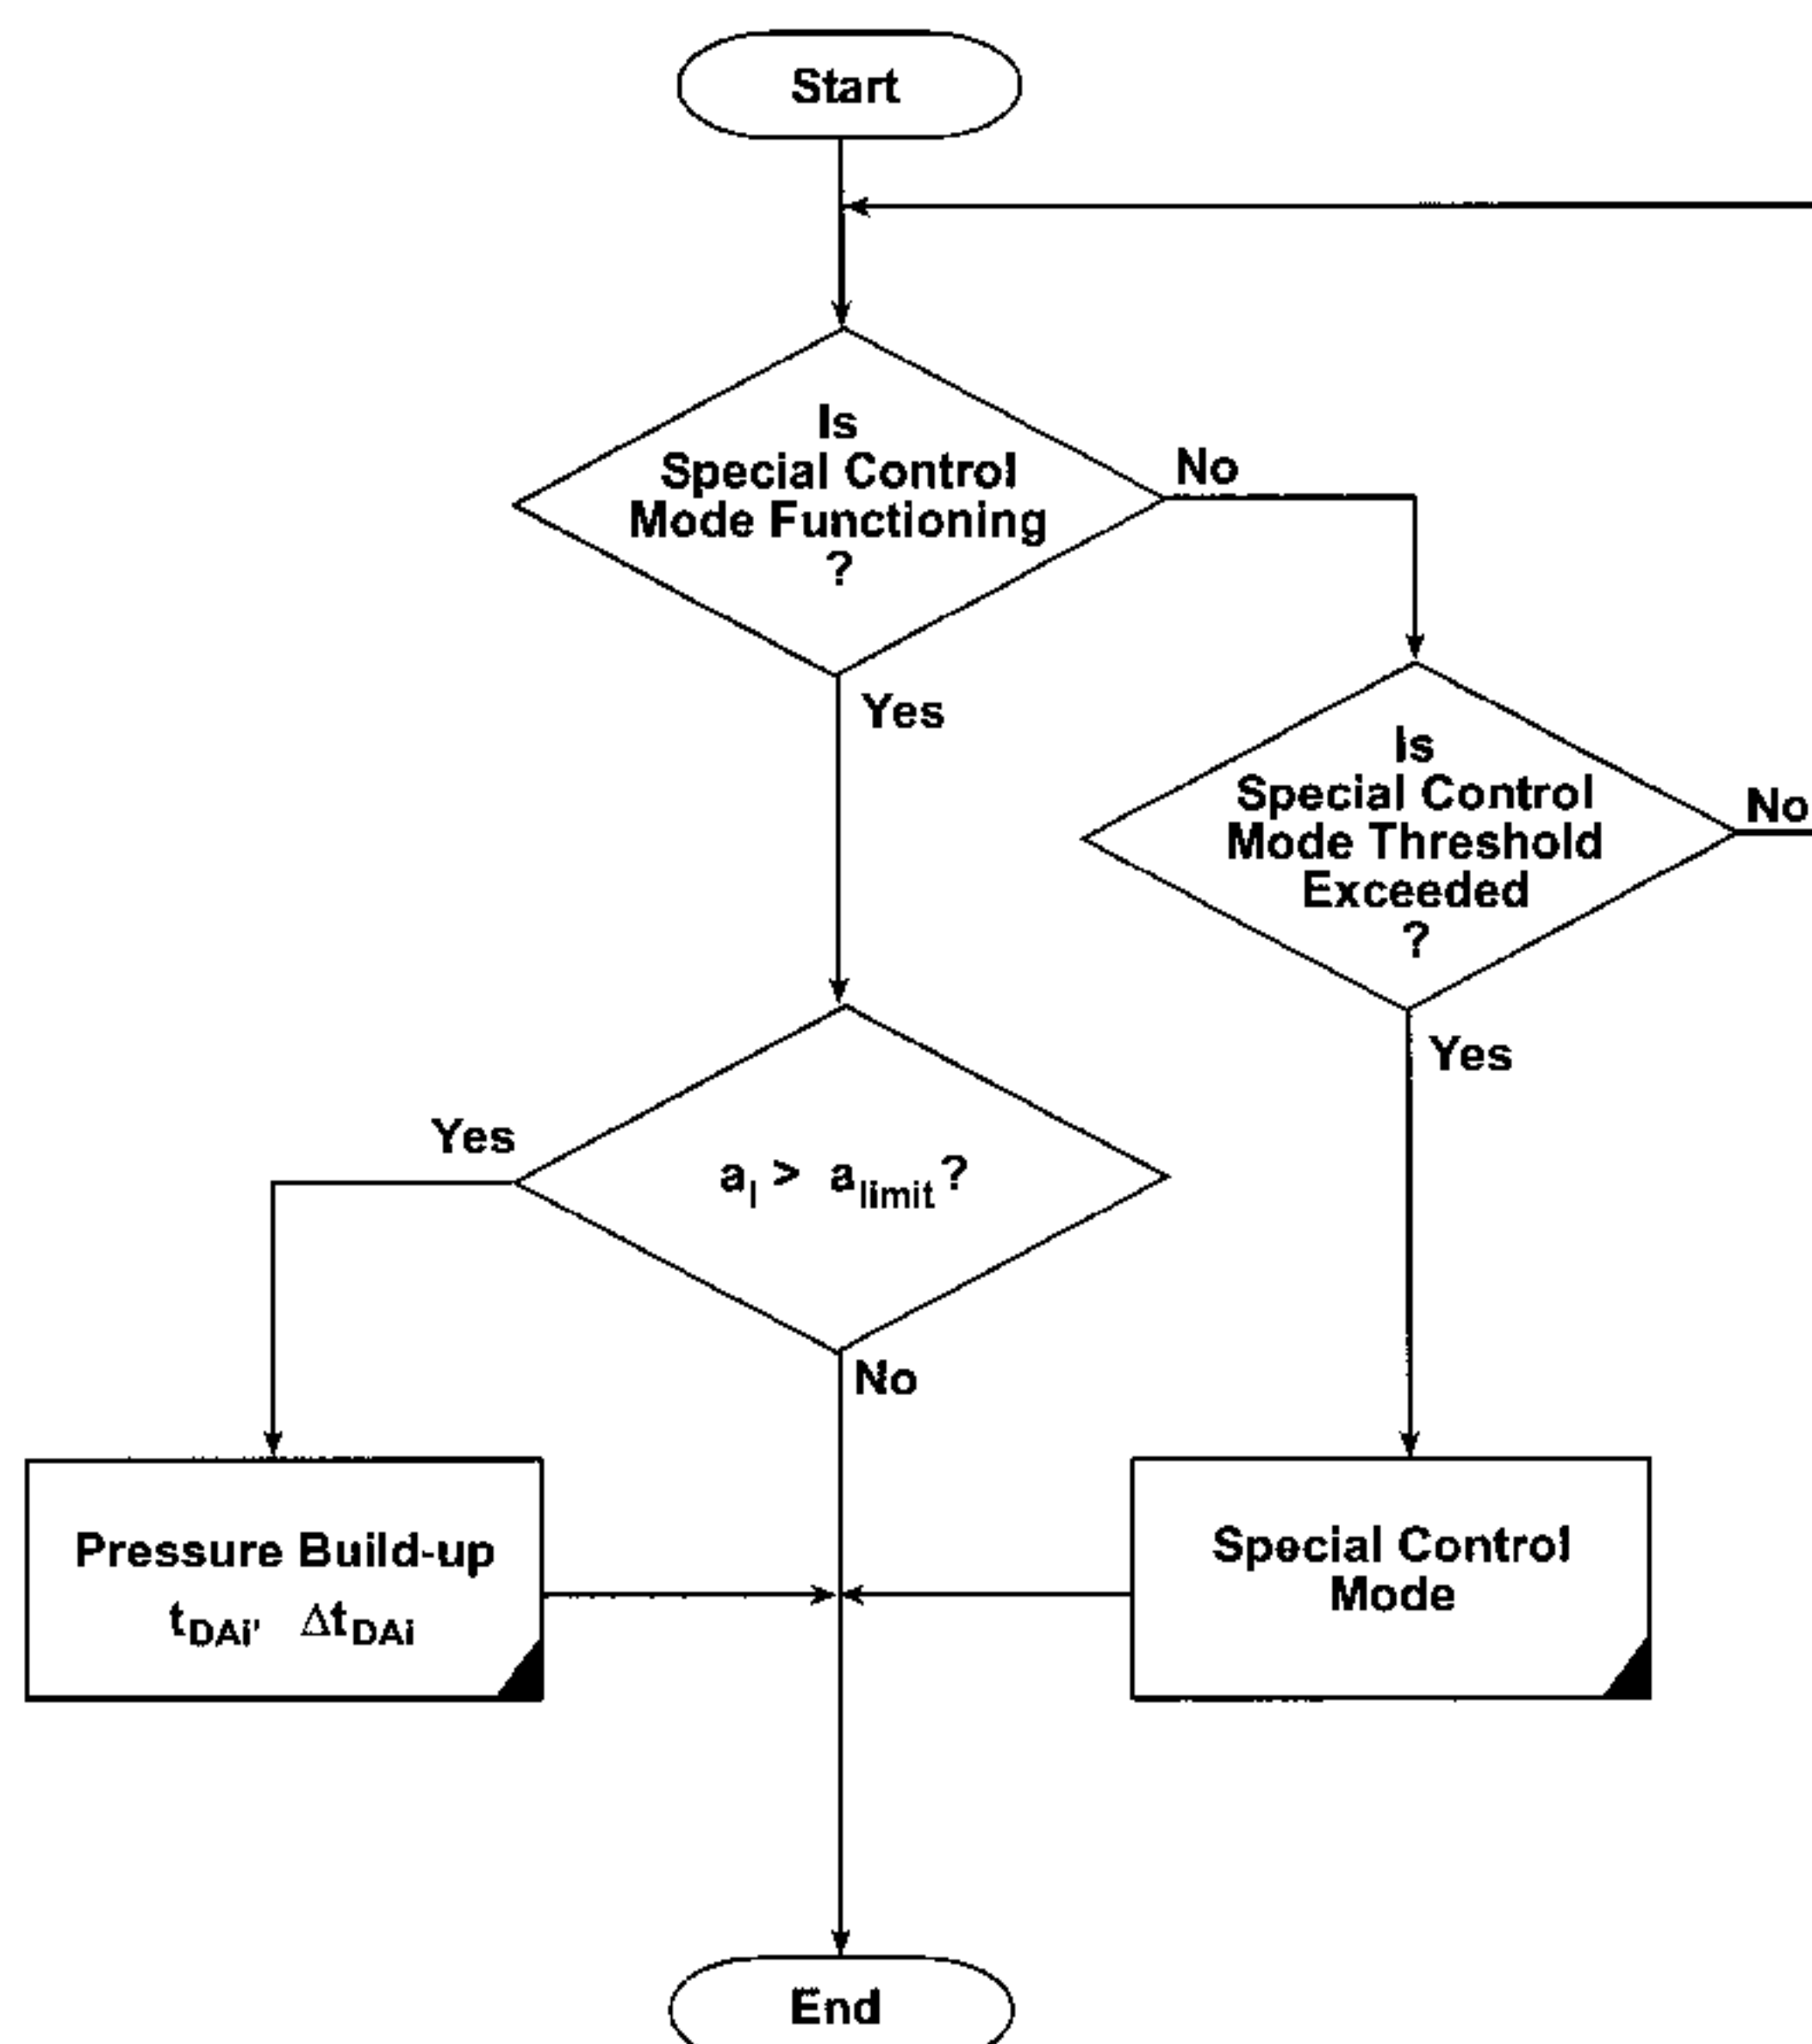 Start
Is
Special Control
Mode Functioning
?
No
Yes
Is
Special Control
Mode Threshold
Exceeded
?
No
Yes
Yes
a_l > a_limit?
No
Pressure Build-up
t_DAi, Δt_DAi
Special Control
Mode
End